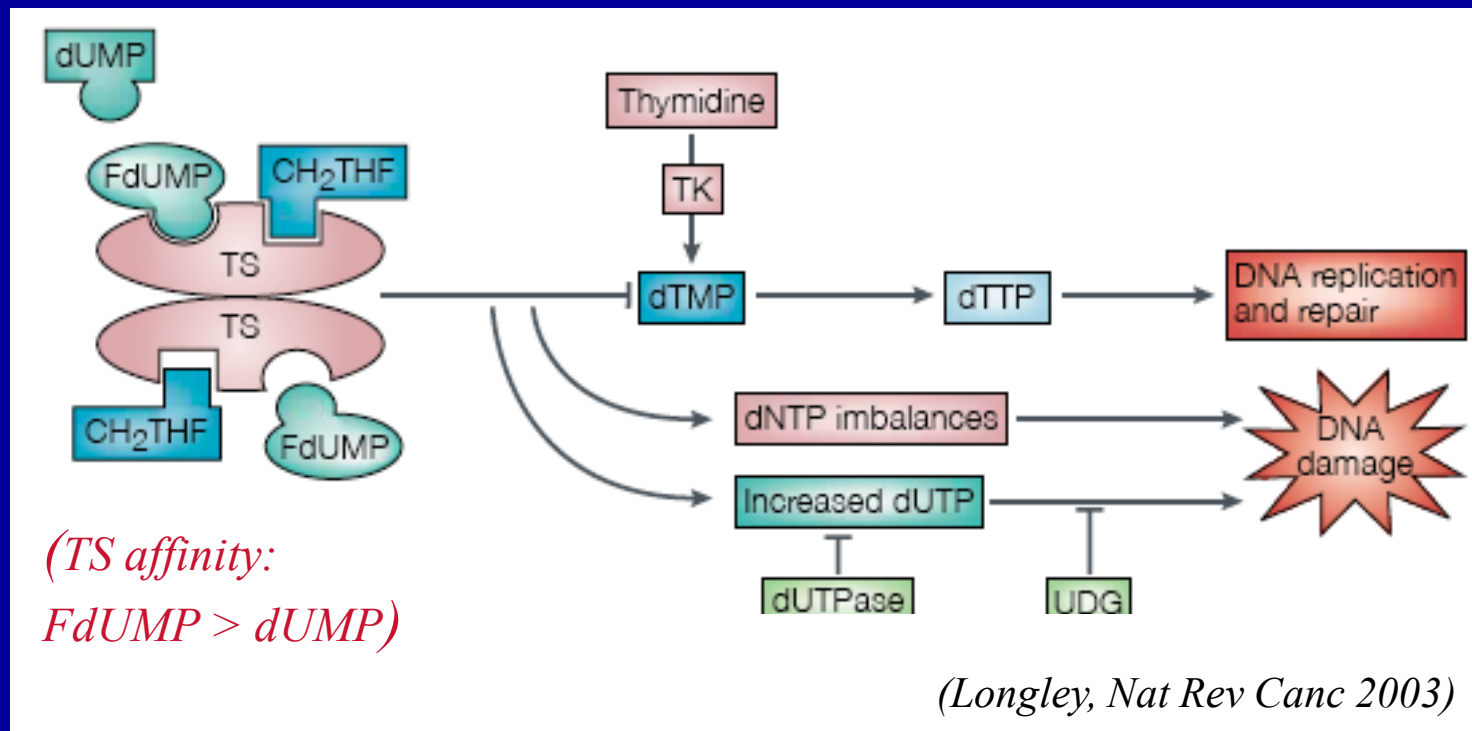 dUMP
FdUMP
CH₂THF
TS
TS
CH₂THF
FdUMP
Thymidine
TK
dTMP
dTTP
DNA replication
and repair
dNTP imbalances
Increased dUTP
DNA
damage
dUTPase
UDG
(TS affinity:
FdUMP > dUMP)
(Longley, Nat Rev Canc 2003)